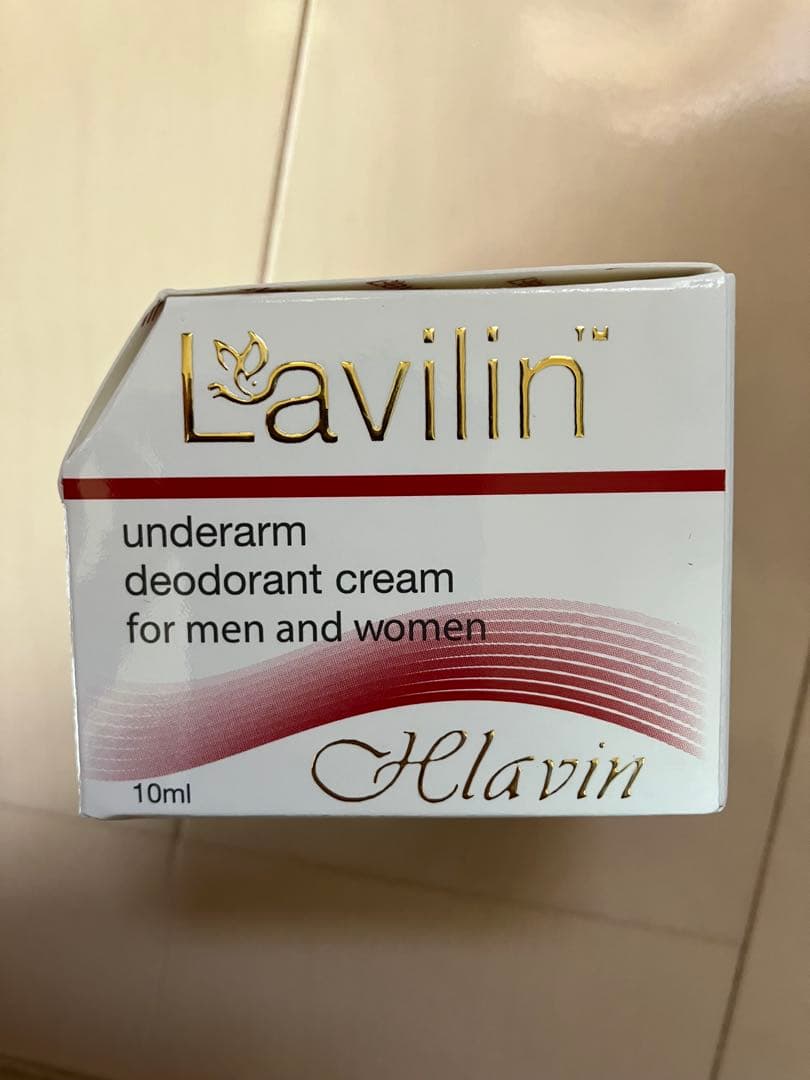 Lavilin™
underarm
deodorant cream
for men and women
Hlavin
10ml